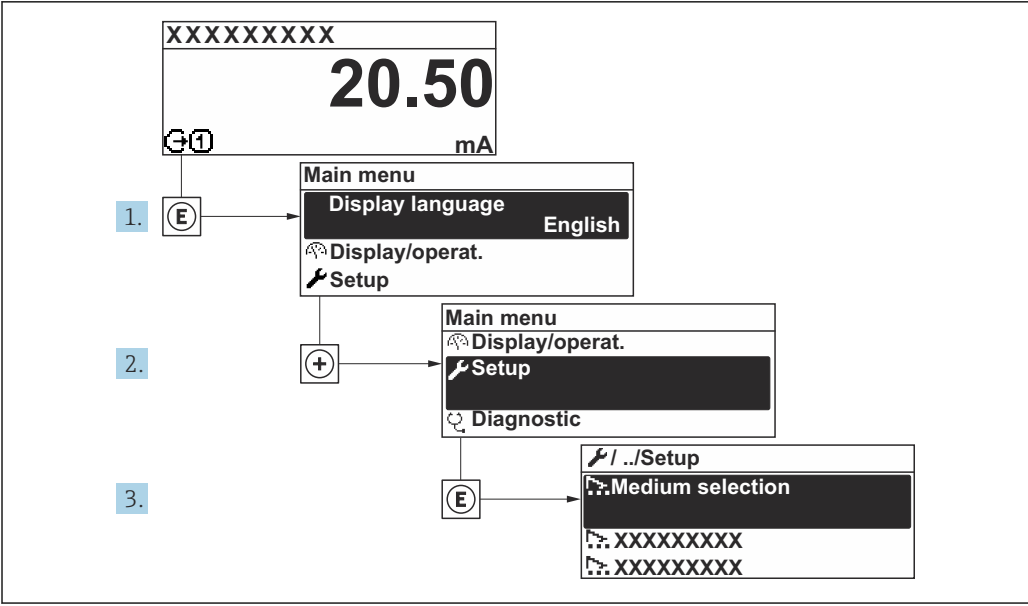 XXXXXXXXX
20.50
1
mA
Main menu
1.
E
Display language
English
Display/operat.
Setup
Main menu
2.
+
Display/operat.
Setup
Diagnostic
/ ../Setup
3.
E
Medium selection
XXXXXXXXX
XXXXXXXXX